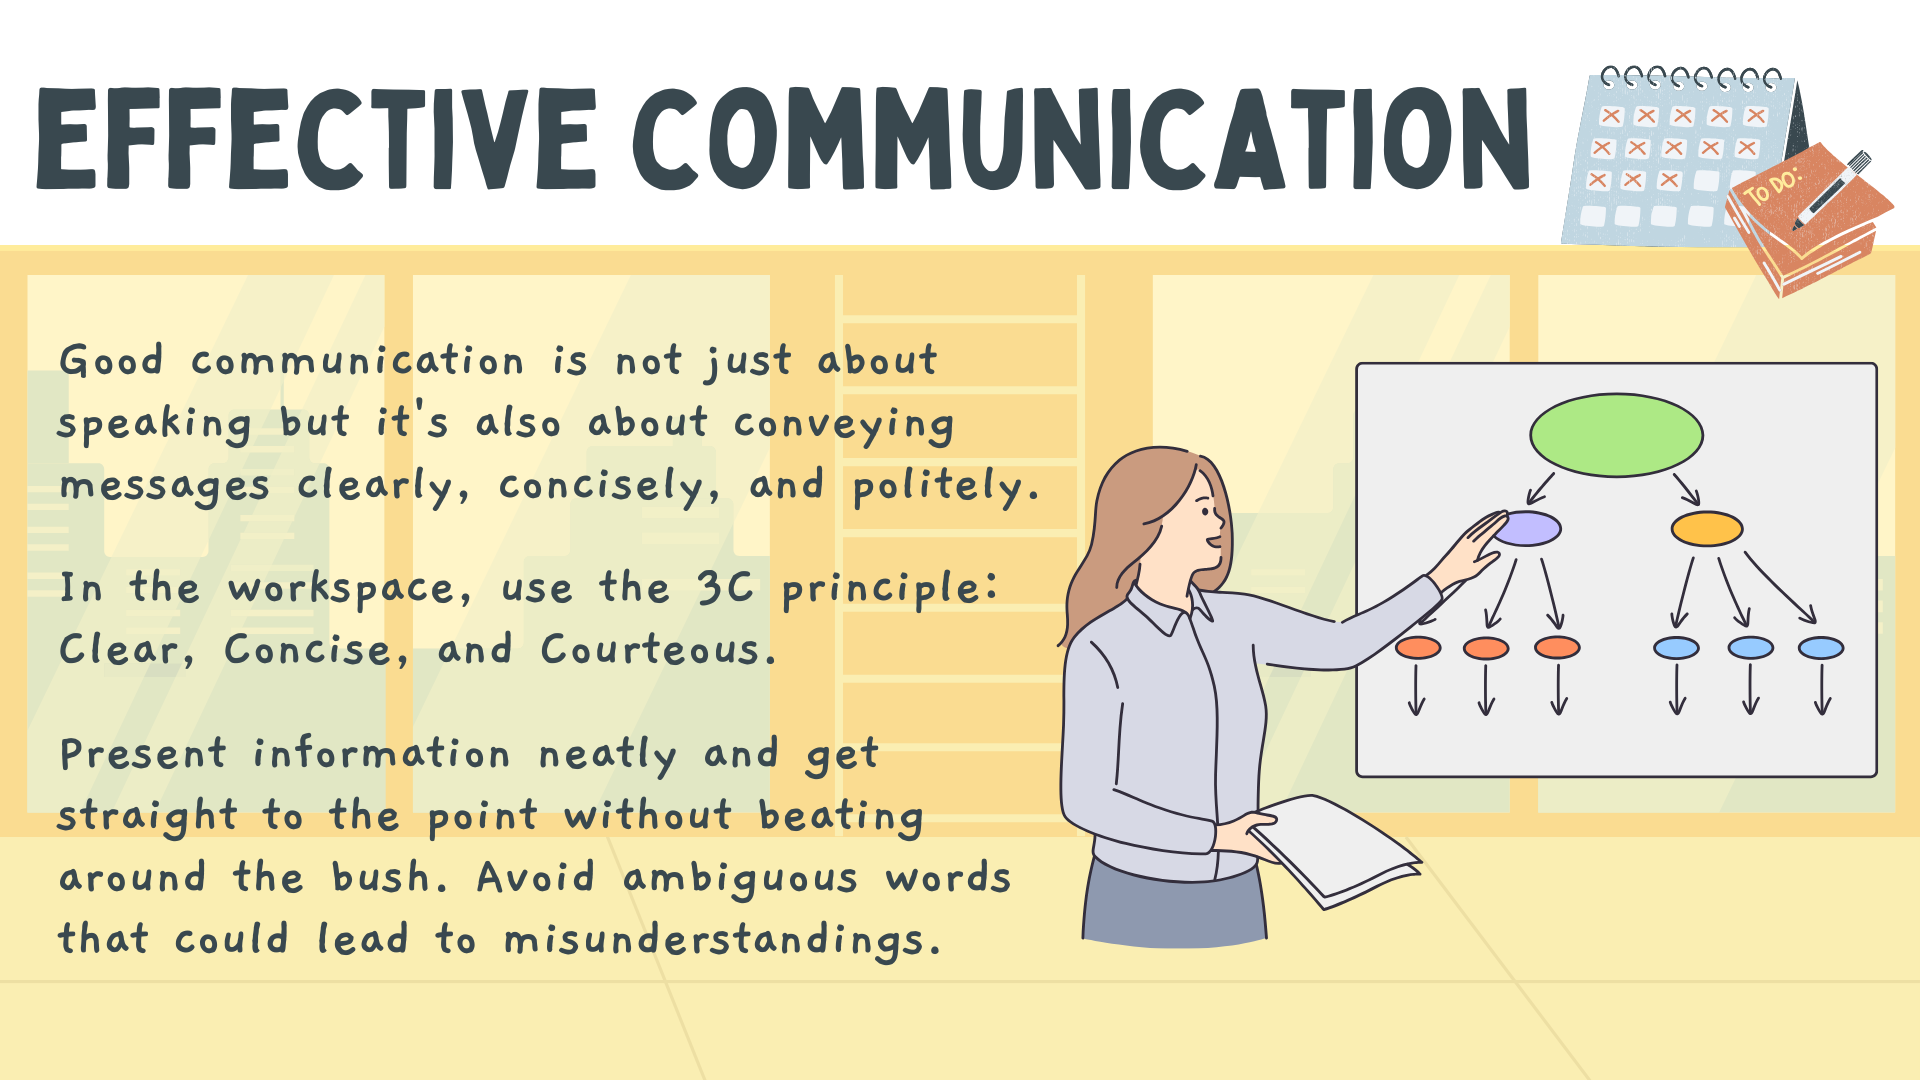 EFFECTIVE COMMUNICATION
TO DO:
Good communication is not just about
speaking but it's also about conveying
messages clearly, concisely, and politely.
In the workspace, use the 3C principle:
Clear, Concise, and Courteous.
Present information neatly and get
straight to the point without beating
around the bush. Avoid ambiguous words
that could lead to misunderstandings.